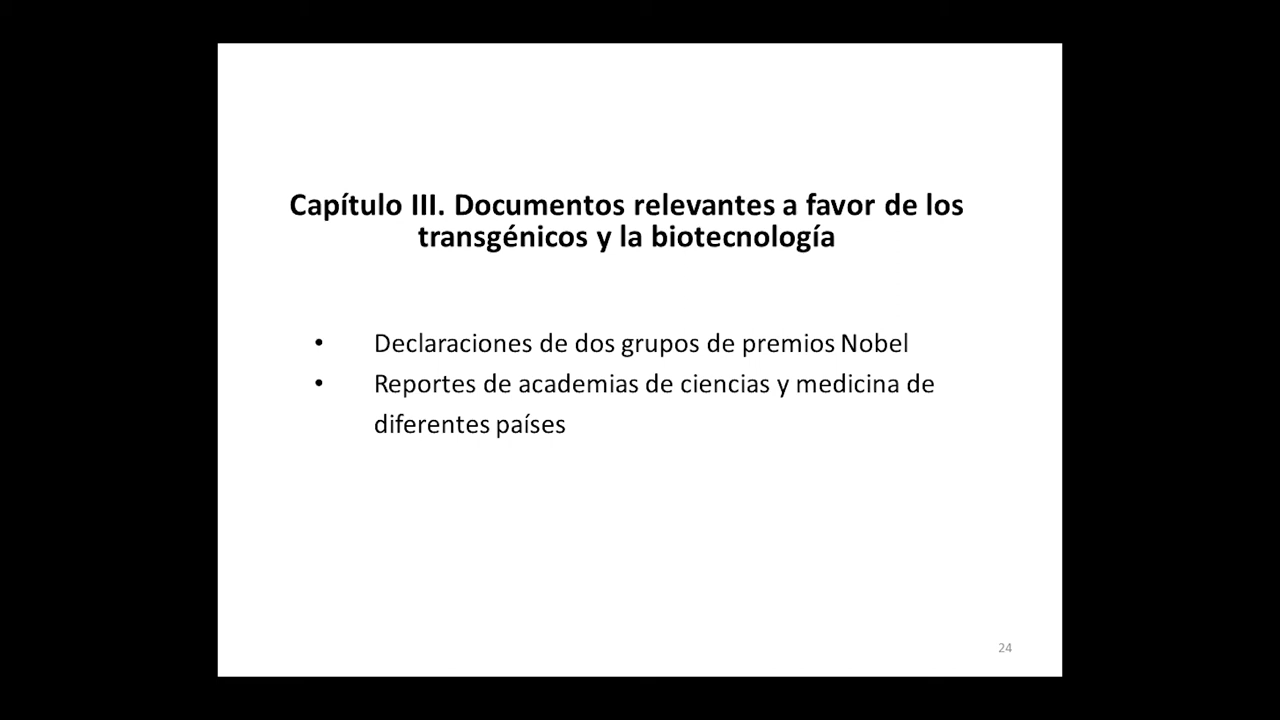 Capítulo III. Documentos relevantes a favor de los
transgénicos y la biotecnología
• Declaraciones de dos grupos de premios Nobel
• Reportes de academias de ciencias y medicina de
diferentes países
24